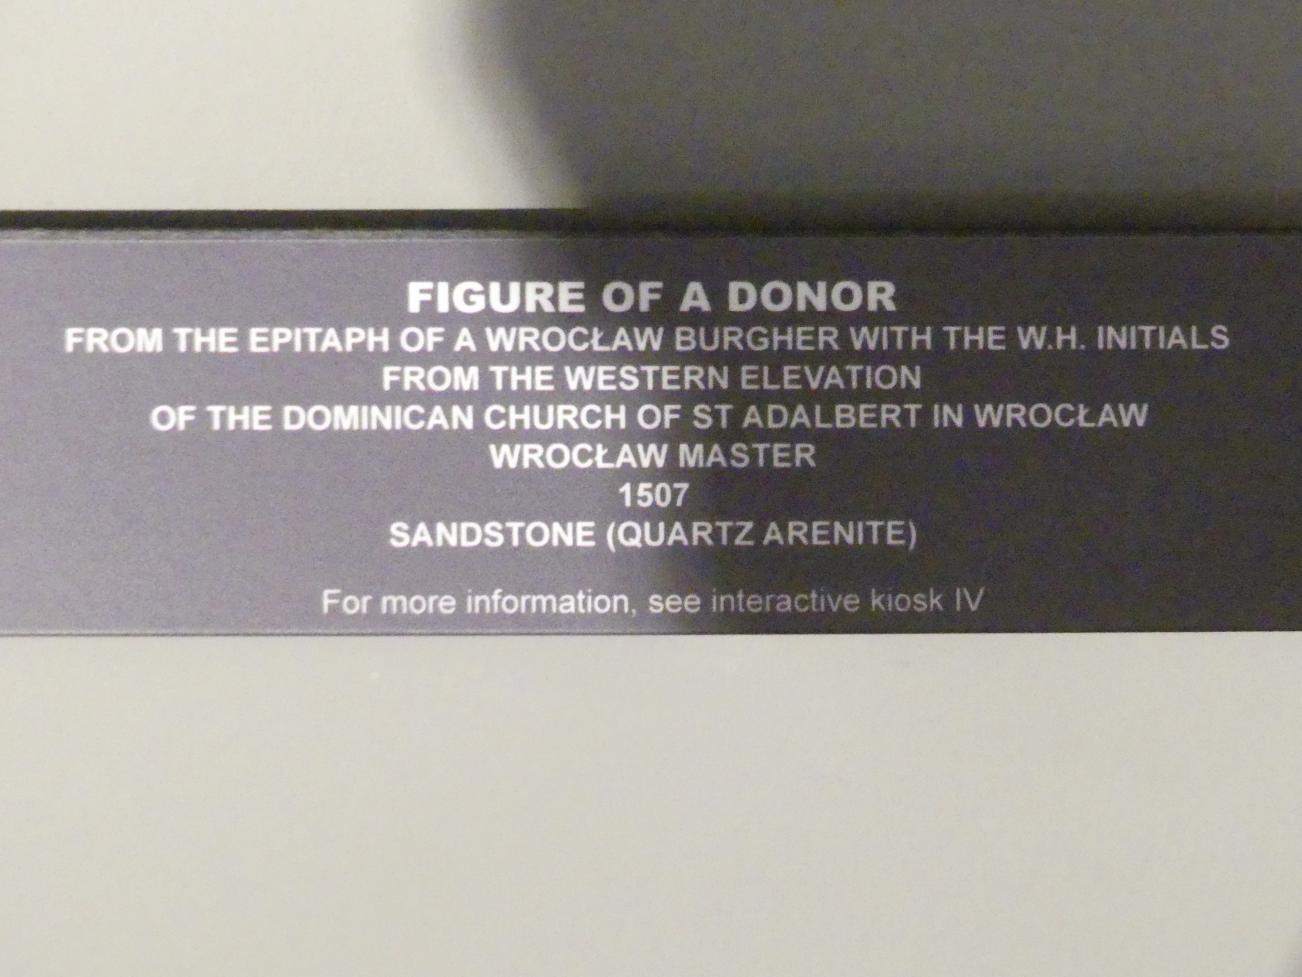 FIGURE OF A DONOR
FROM THE EPITAPH OF A WROCŁAW BURGHER WITH THE W.H. INITIALS
FROM THE WESTERN ELEVATION
OF THE DOMINICAN CHURCH OF ST ADALBERT IN WROCŁAW
WROCŁAW MASTER
1507
SANDSTONE (QUARTZ ARENITE)
For more information, see interactive kiosk IV